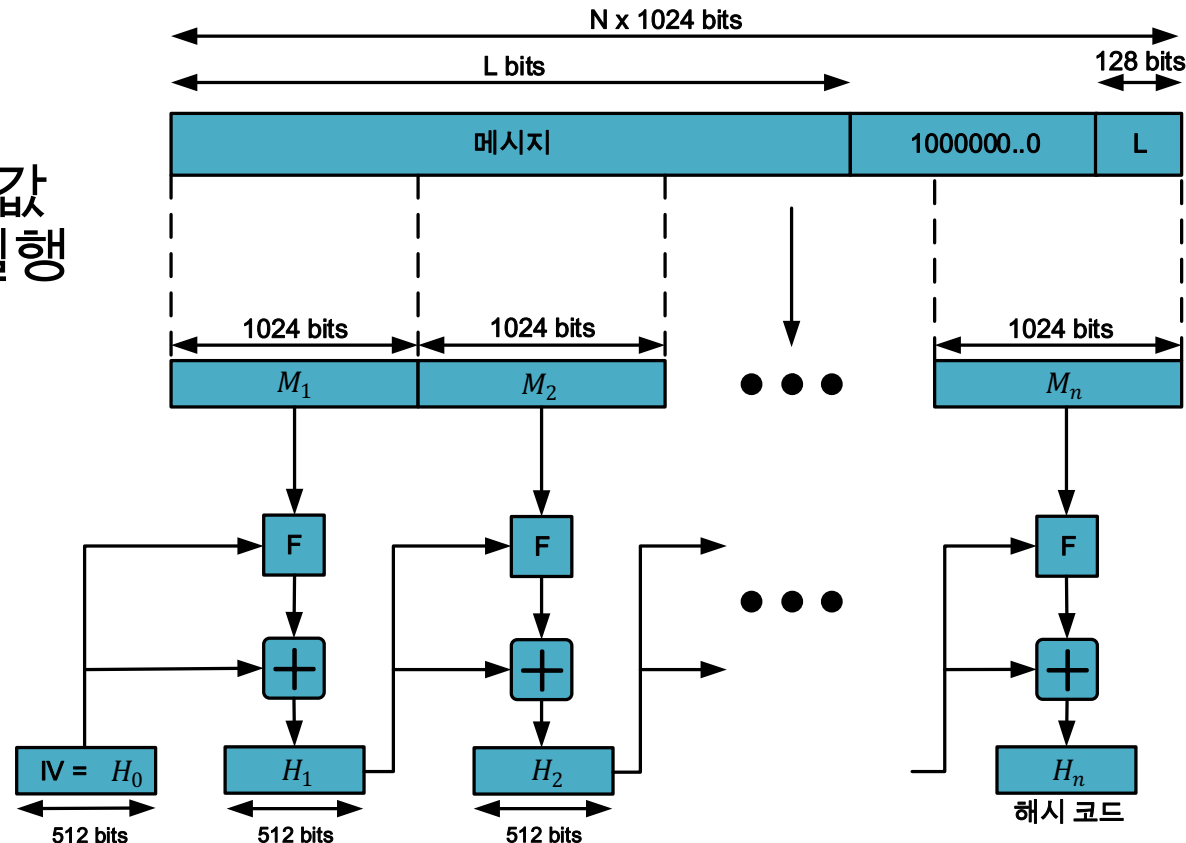 N x 1024 bits
L bits
128 bits
메시지
1000000..0
L
값
1024 bits
1024 bits
1024 bits
M₁
M₂
Mₙ
F
F
F
+
+
+
IV = H₀
H₁
H₂
Hₙ
해시 코드
512 bits
512 bits
512 bits